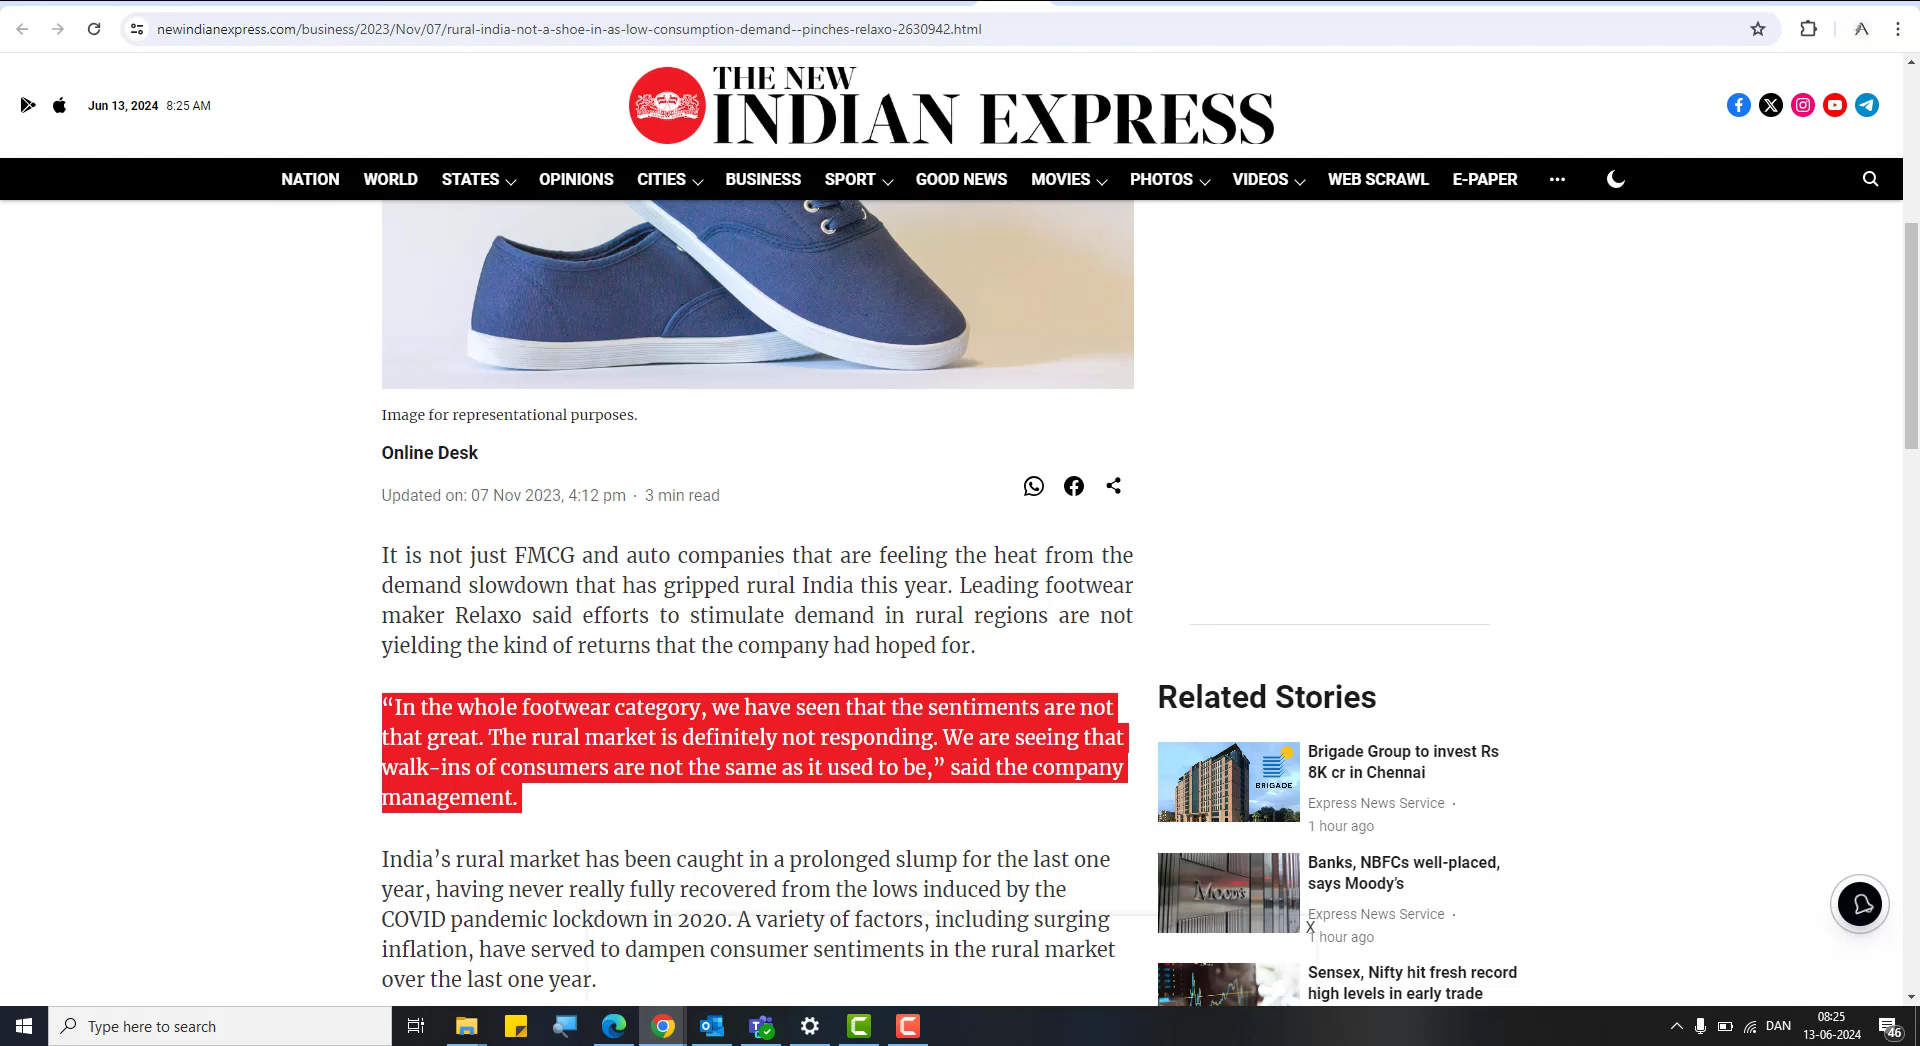 newindianexpress.com/business/2023/Nov/07/rural-india-not-a-shoe-in-as-low-consumption-demand--pinches-relaxo-2630942.html
Jun 13, 2024 8:25 AM
THE NEW
INDIAN EXPRESS
NATION WORLD STATES OPINIONS CITIES BUSINESS SPORT GOOD NEWS MOVIES PHOTOS VIDEOS WEB SCRAWL E-PAPER
Image for representational purposes.
Online Desk
Updated on: 07 Nov 2023, 4:12 pm · 3 min read
It is not just FMCG and auto companies that are feeling the heat from the
demand slowdown that has gripped rural India this year. Leading footwear
maker Relaxo said efforts to stimulate demand in rural regions are not
yielding the kind of returns that the company had hoped for.
“In the whole footwear category, we have seen that the sentiments are not
that great. The rural market is definitely not responding. We are seeing that
walk-ins of consumers are not the same as it used to be,” said the company
management.
India’s rural market has been caught in a prolonged slump for the last one
year, having never really fully recovered from the lows induced by the
COVID pandemic lockdown in 2020. A variety of factors, including surging
inflation, have served to dampen consumer sentiments in the rural market
over the last one year.
Related Stories
BRIGADE
Brigade Group to invest Rs
8K cr in Chennai
Express News Service ·
1 hour ago
Moody's
Banks, NBFCs well-placed,
says Moody’s
Express News Service ·
X
1 hour ago
Sensex, Nifty hit fresh record
high levels in early trade
Type here to search
DAN
08:25
13-06-2024
46